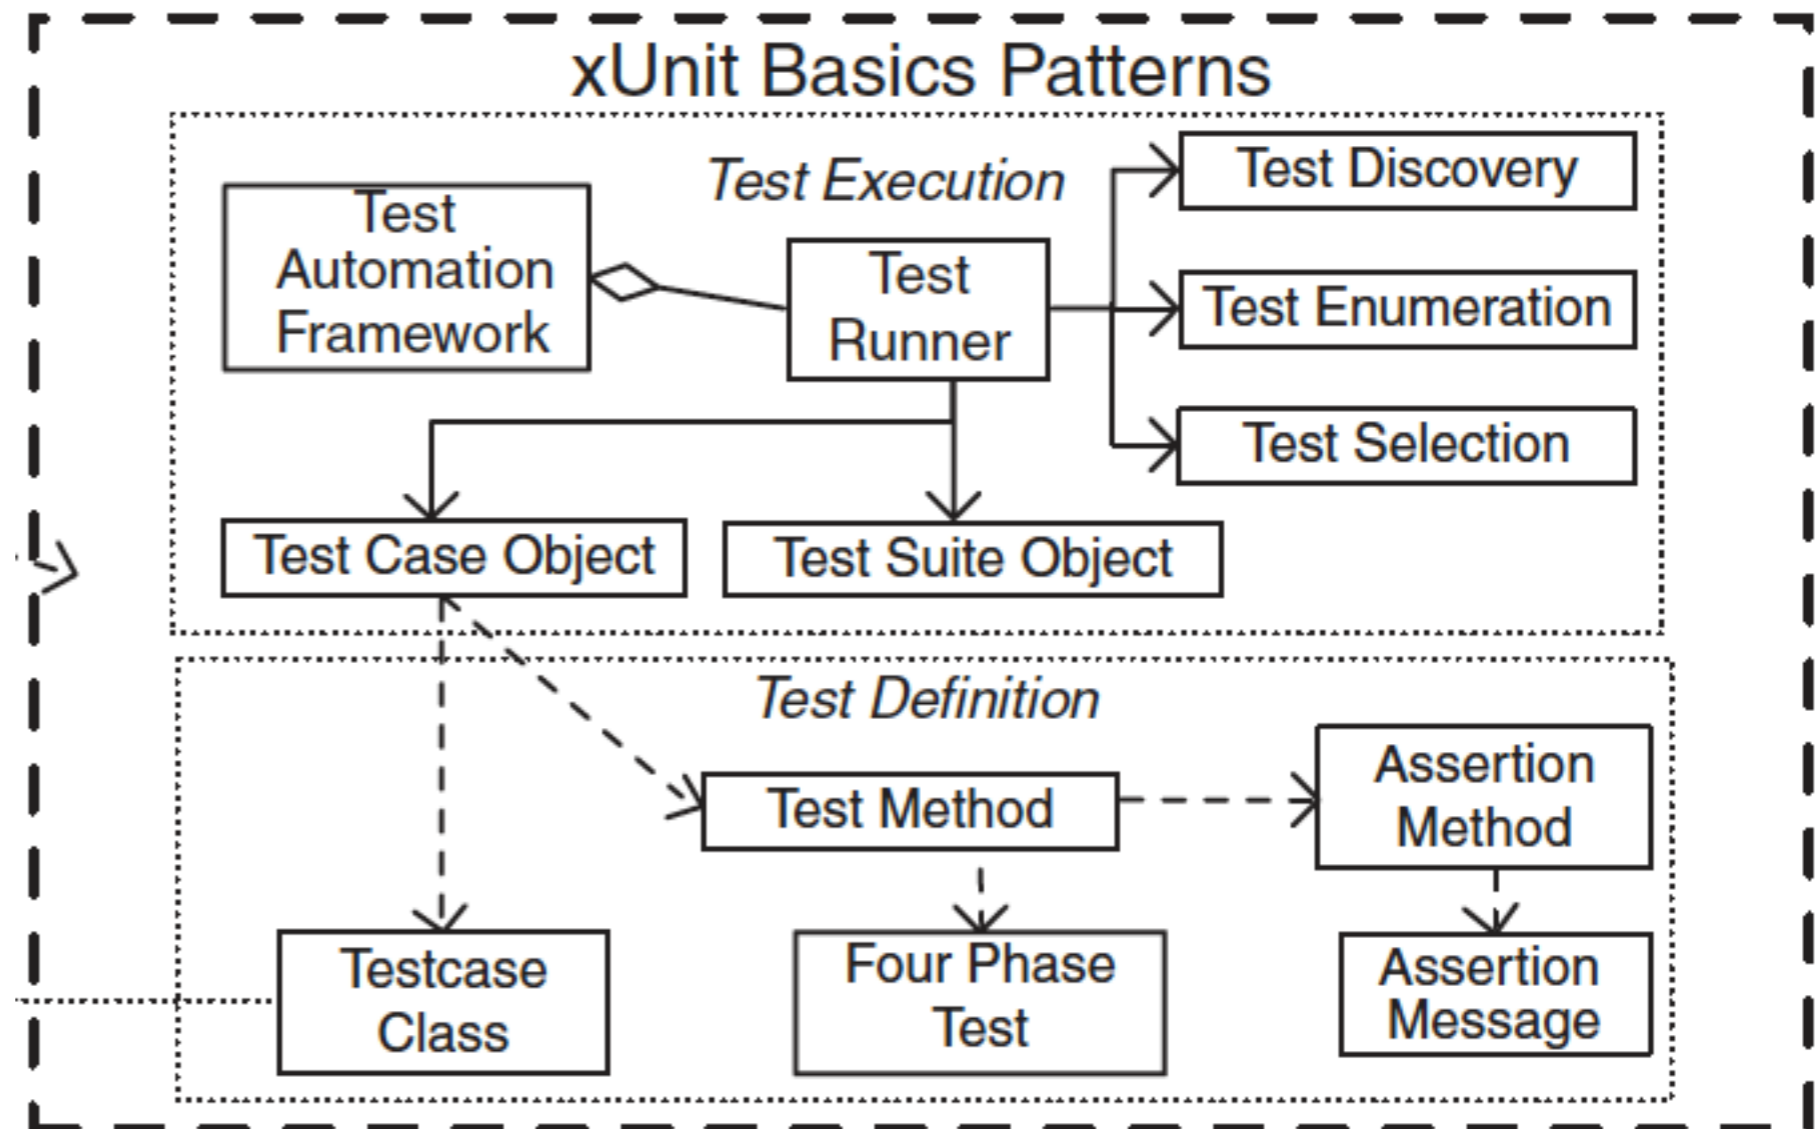 xUnit Basics Patterns
Test Execution
Test
Automation
Framework
Test
Runner
Test Discovery
Test Enumeration
Test Selection
Test Case Object
Test Suite Object
Test Definition
Test Method
Assertion
Method
Testcase
Class
Four Phase
Test
Assertion
Message